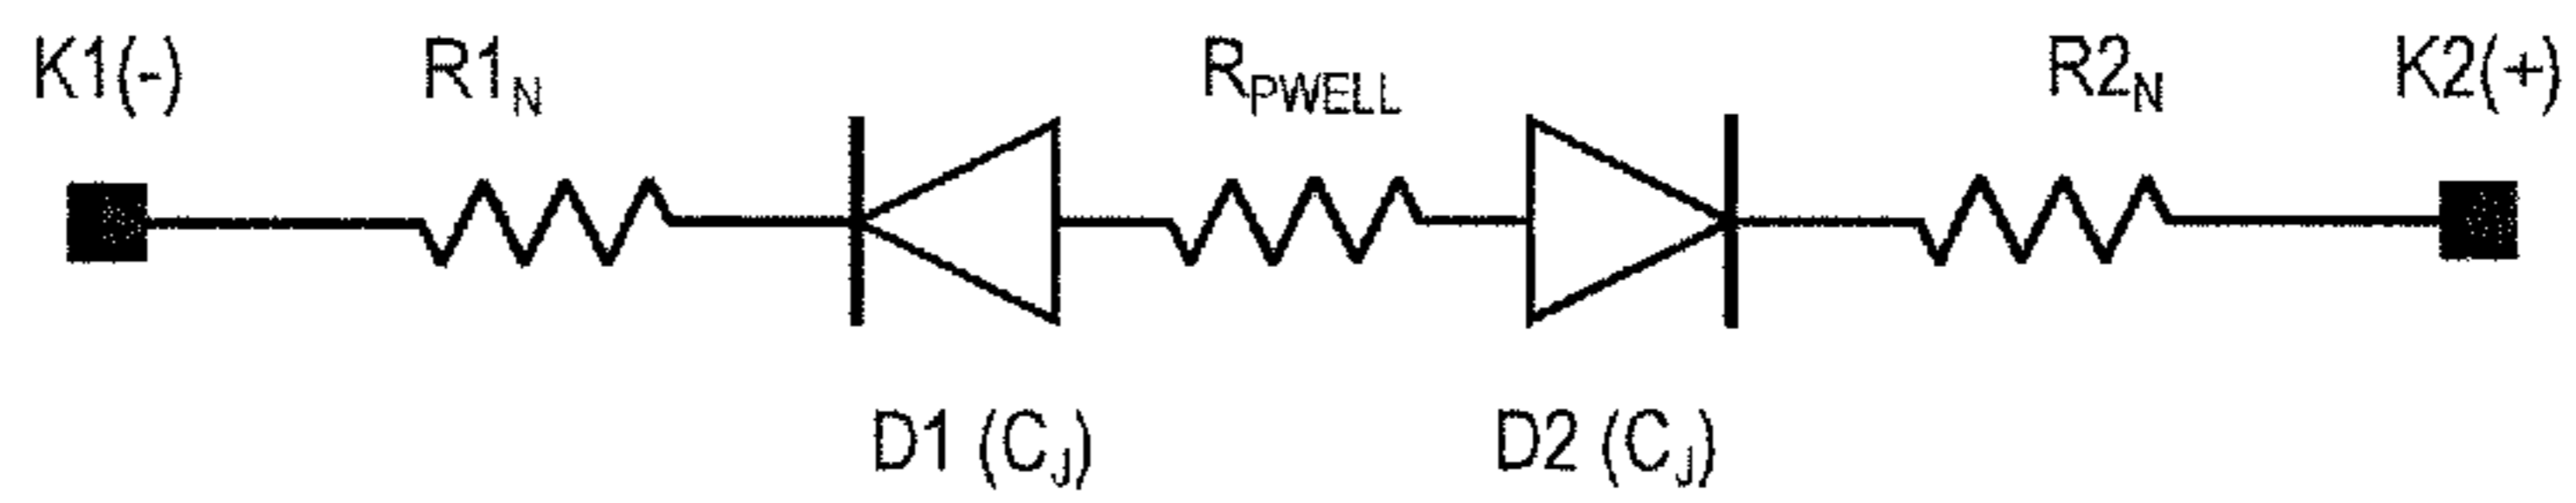 K1(-) R1N RPWELL R2N K2(+)
D1 (CJ) D2 (CJ)